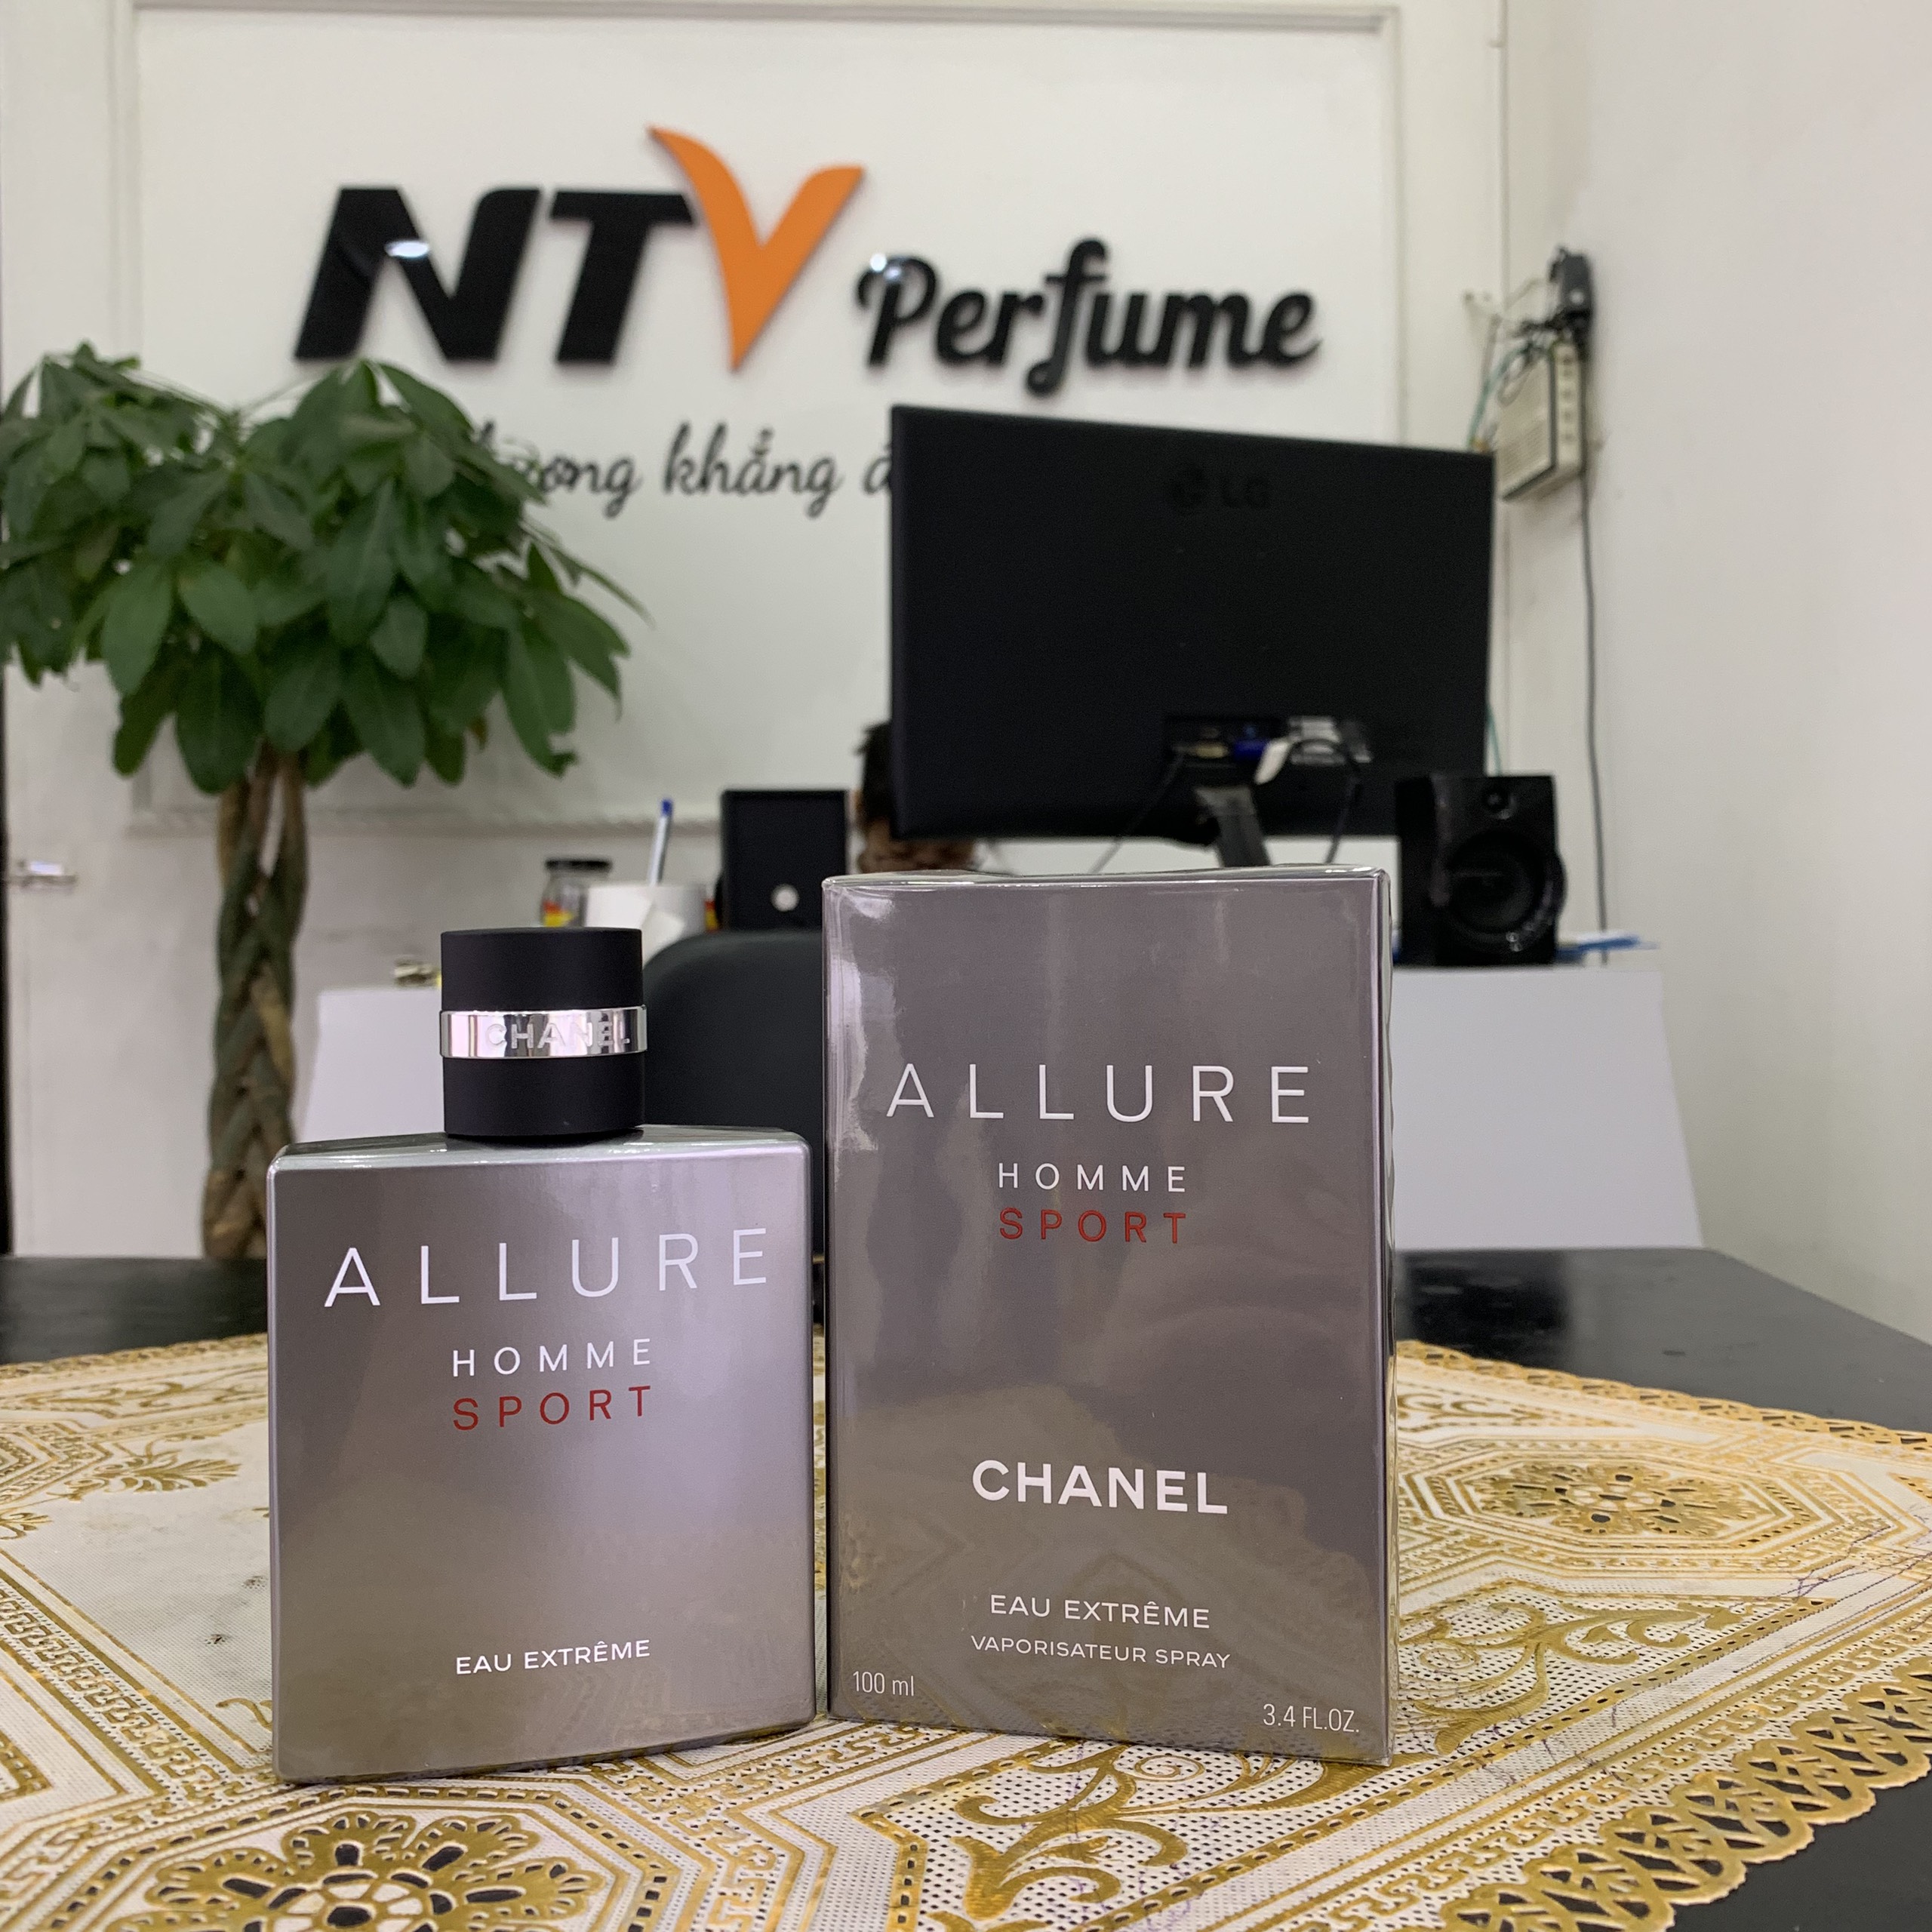 NTV Perfume
khẳng
LG
CHANEL
ALLURE
HOMME
SPORT
EAU EXTRÊME
ALLURE
HOMME
SPORT
CHANEL
EAU EXTRÊME
VAPORISATEUR SPRAY
100 ml
3.4 FL.OZ.